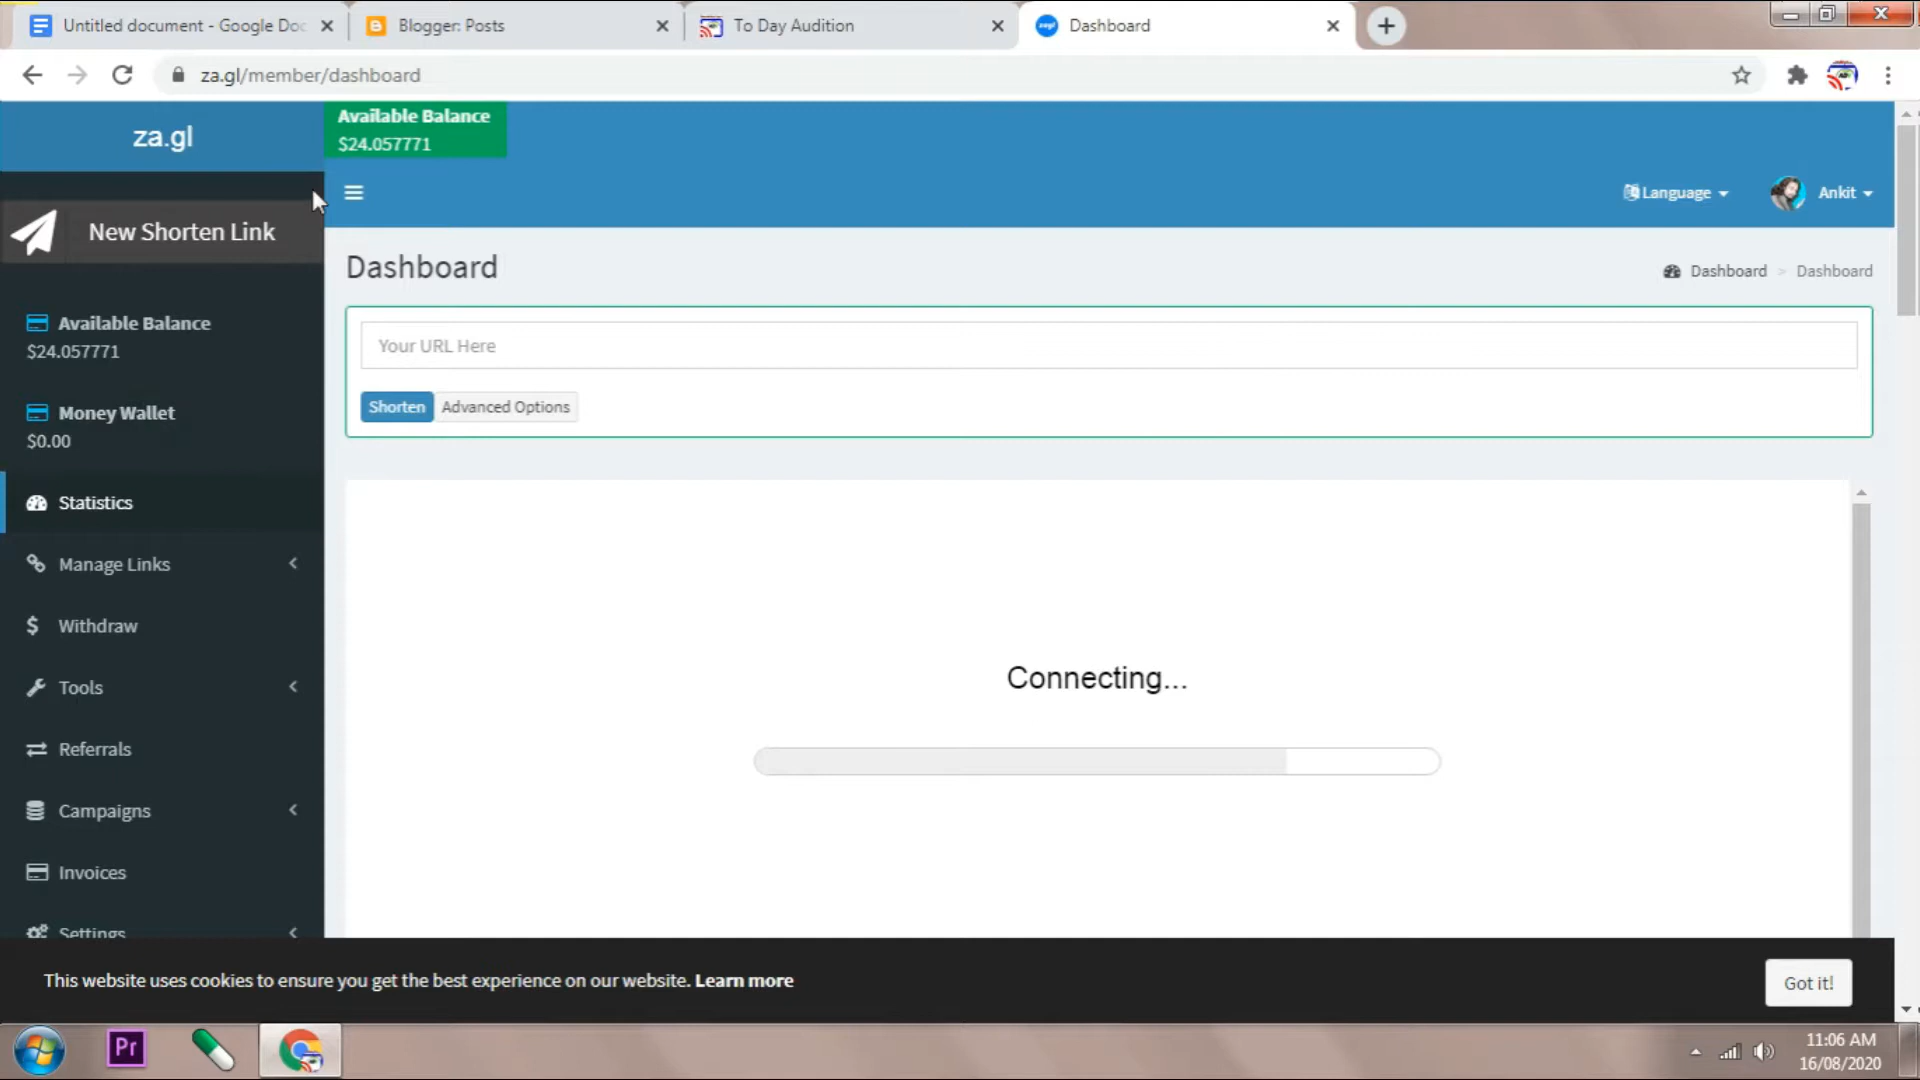 Untitled document - Google Doc
Blogger: Posts
To Day Audition
Dashboard
za.gl/member/dashboard
za.gl
Available Balance
$24.057771
Language
Ankit
New Shorten Link
Dashboard
Dashboard > Dashboard
Available Balance
$24.057771
Your URL Here
Shorten
Advanced Options
Money Wallet
$0.00
Statistics
Manage Links
Withdraw
Connecting...
Tools
Referrals
Campaigns
Invoices
Settings
This website uses cookies to ensure you get the best experience on our website. Learn more
Got it!
Pr
11:06 AM
16/08/2020